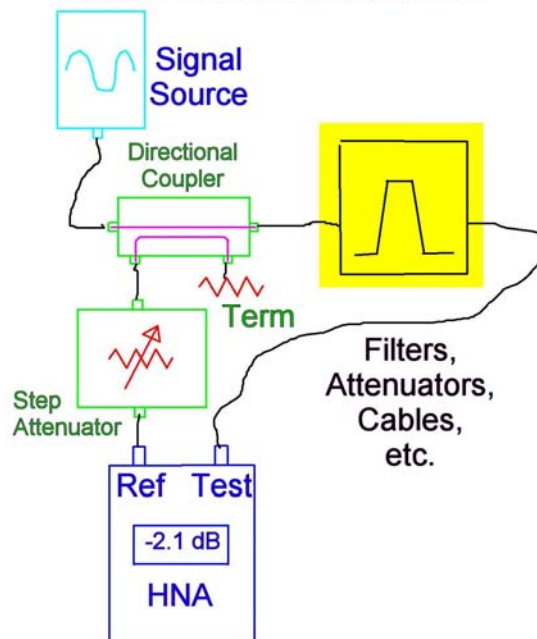 Signal
Source
Directional
Coupler
Term
Filters,
Attenuators,
Cables,
etc.
Step
Attenuator
Ref Test
-2.1 dB
HNA